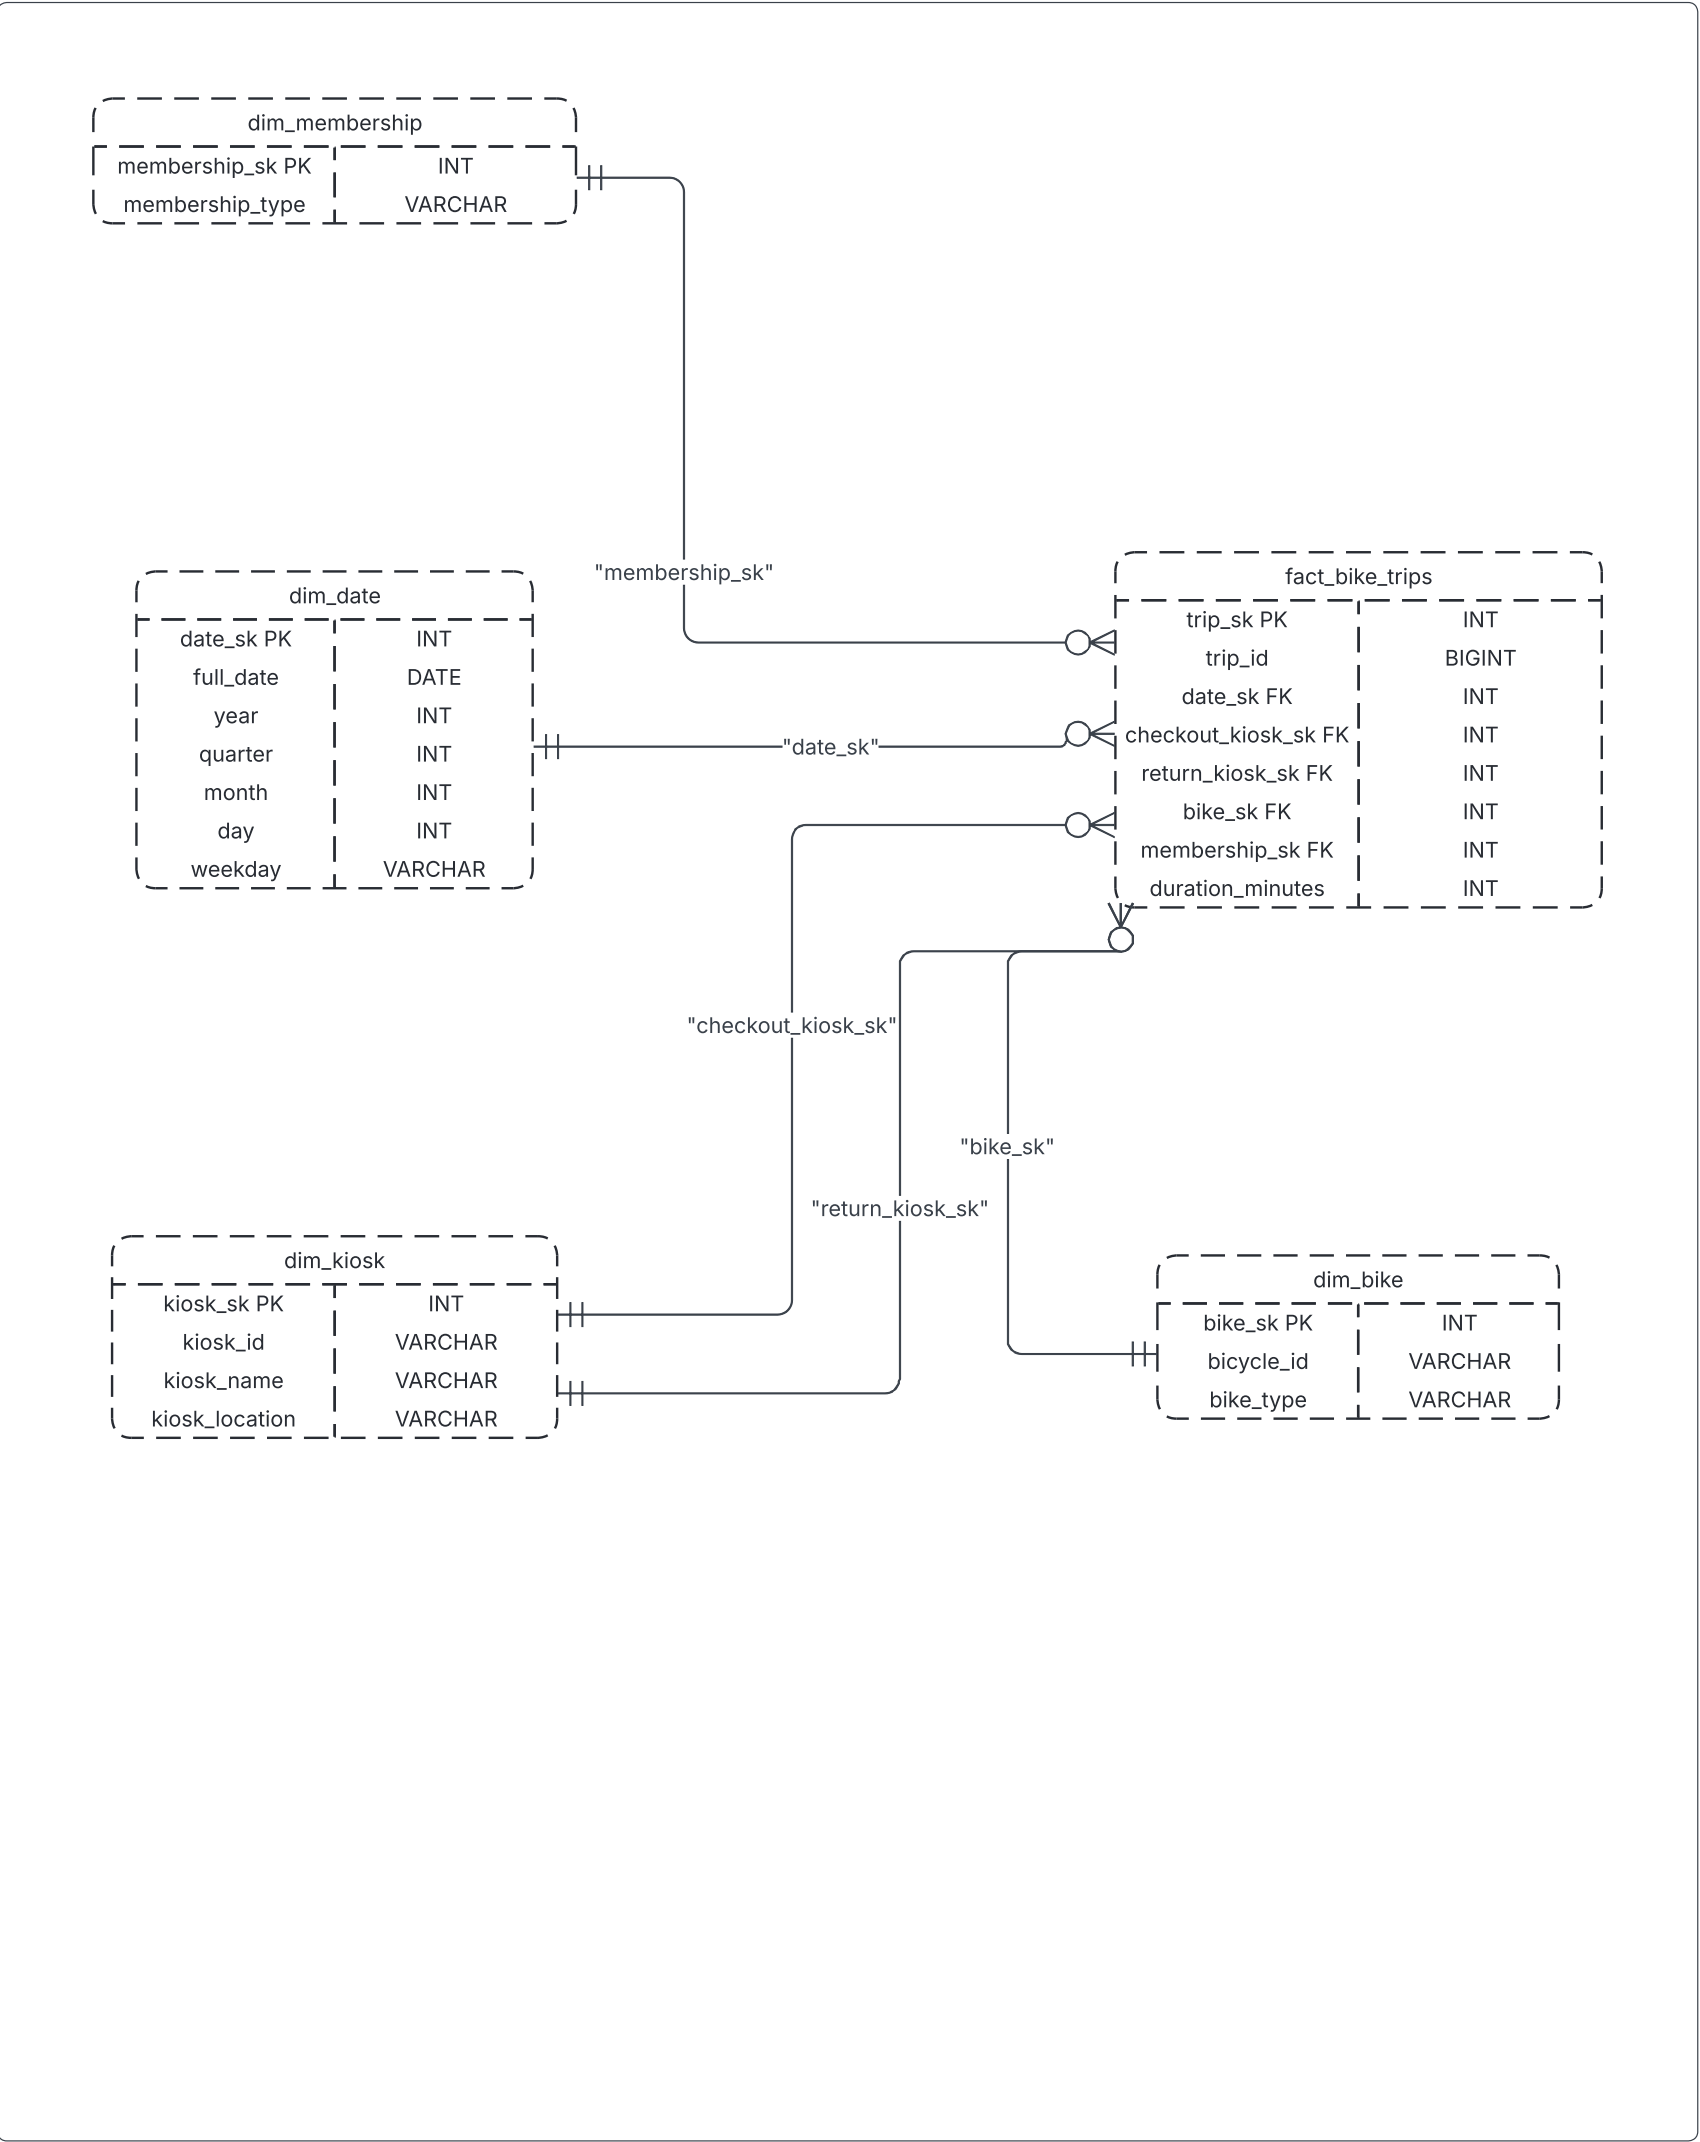 dim_membership
membership_sk PK INT
membership_type VARCHAR
"membership_sk"
dim_date
date_sk PK INT
full_date DATE
year INT
quarter INT
month INT
day INT
weekday VARCHAR
"date_sk"
fact_bike_trips
trip_sk PK INT
trip_id BIGINT
date_sk FK INT
checkout_kiosk_sk FK INT
return_kiosk_sk FK INT
bike_sk FK INT
membership_sk FK INT
duration_minutes INT
"checkout_kiosk_sk"
"bike_sk"
"return_kiosk_sk"
dim_kiosk
kiosk_sk PK INT
kiosk_id VARCHAR
kiosk_name VARCHAR
kiosk_location VARCHAR
dim_bike
bike_sk PK INT
bicycle_id VARCHAR
bike_type VARCHAR